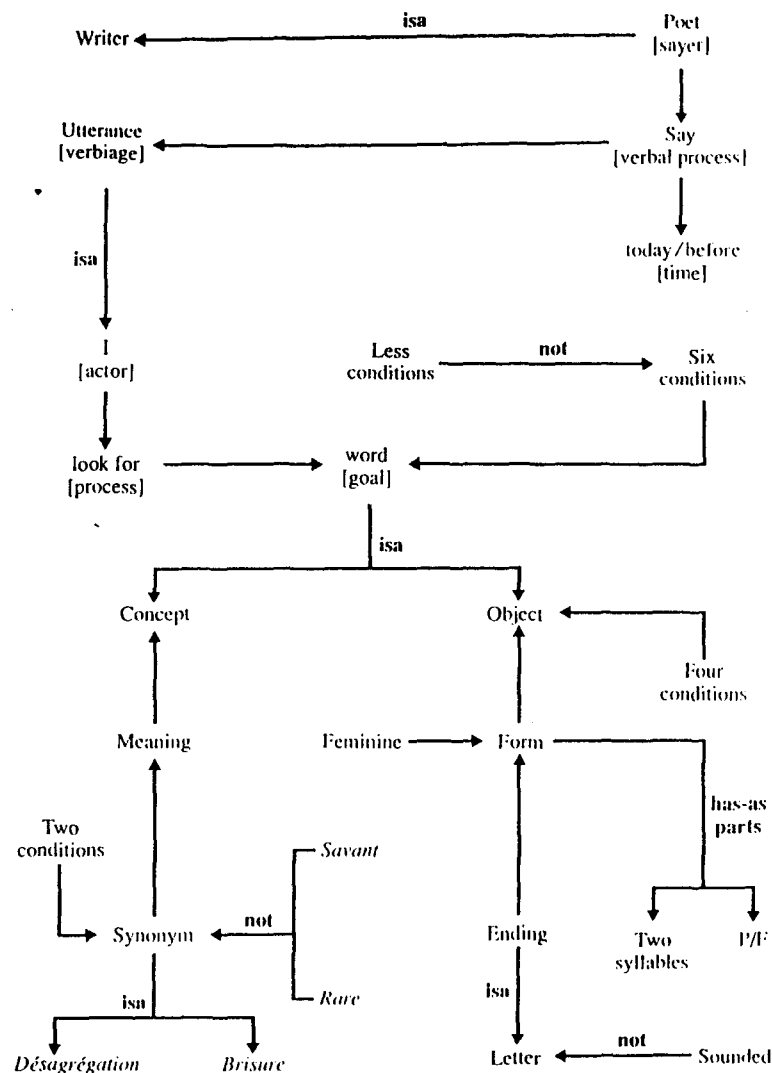 isa
Writer
Poet
[sayer]
Utterance
[verbiage]
Say
[verbal process]
isa
today/before
[time]
I
[actor]
Less
conditions
not
Six
conditions
look for
[process]
word
[goal]
isa
Concept
Object
Four
conditions
Meaning
Feminine
Form
has-as
parts
Two
conditions
Savant
not
Synonym
Ending
Two
syllables
P/F
isa
Rare
isa
Désagrégation
Brisure
Letter
not
Sounded